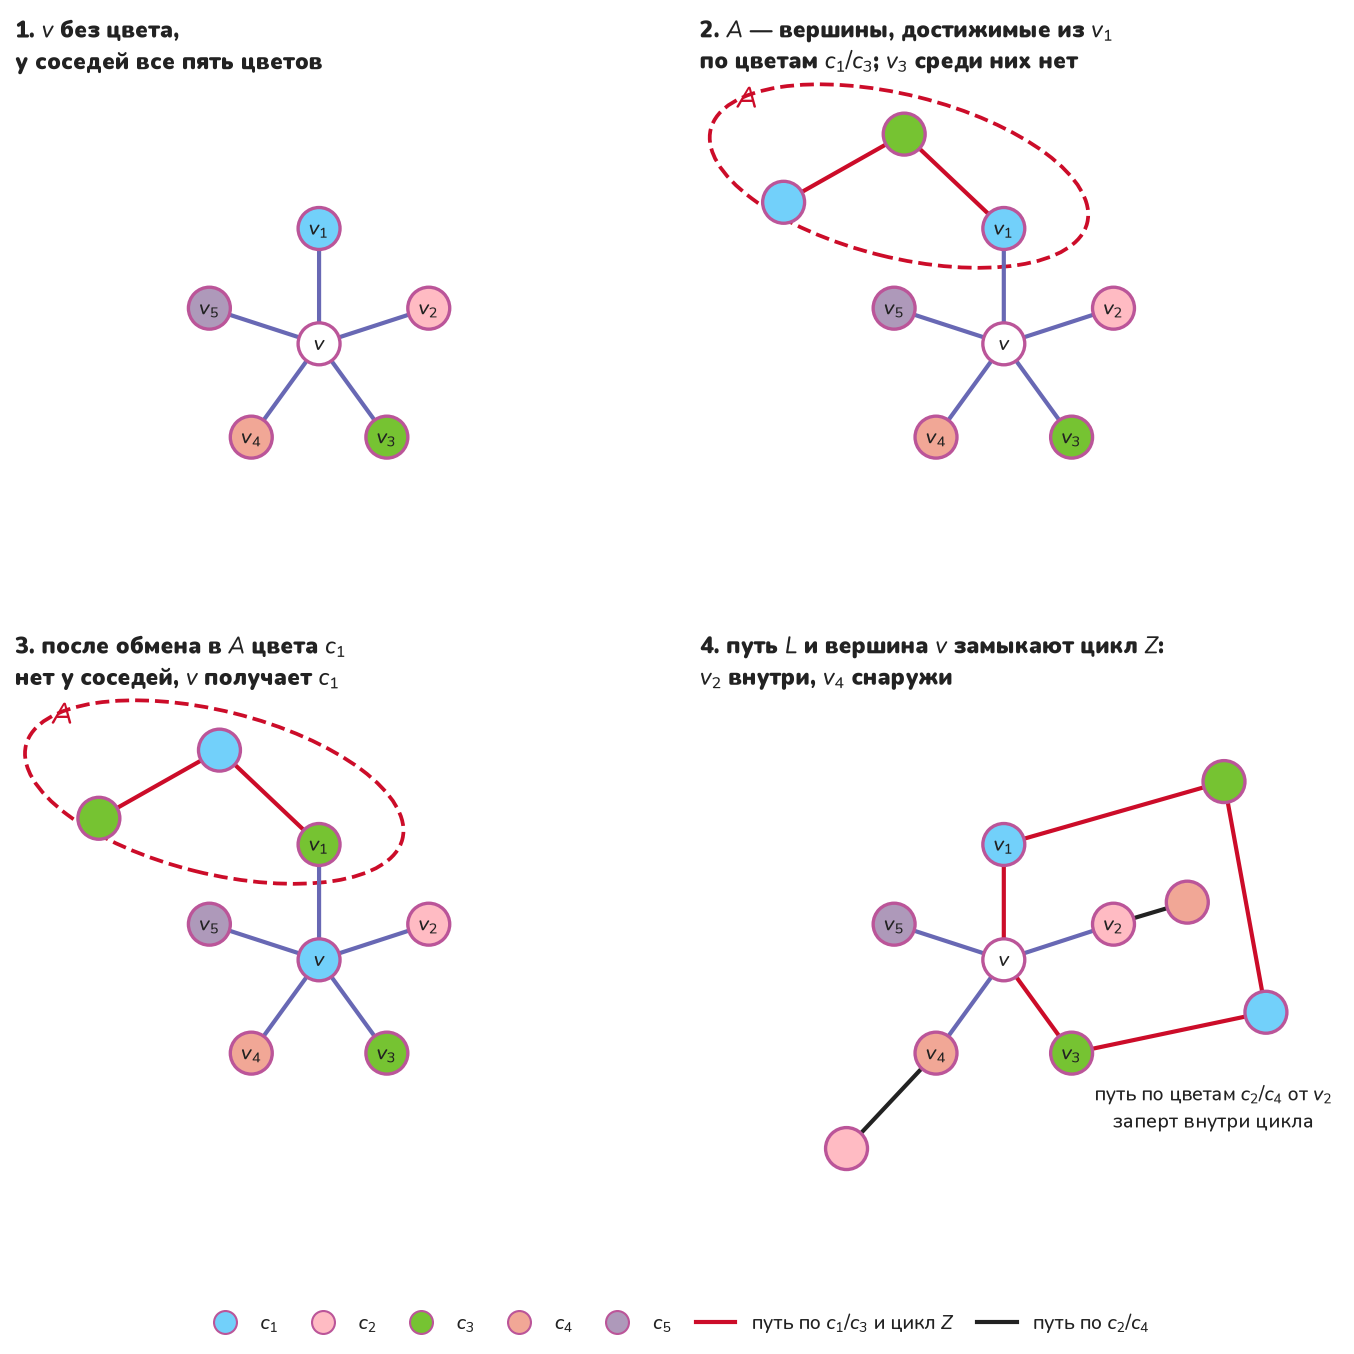 1. v без цвета,
у соседей все пять цветов
v₁
v₅
v₂
v
v₄
v₃
2. A — вершины, достижимые из v₁
по цветам c₁/c₃; v₃ среди них нет
A
v₁
v₅
v₂
v
v₄
v₃
3. после обмена в A цвета c₁
нет у соседей, v получает c₁
A
v₁
v₅
v₂
v
v₄
v₃
4. путь L и вершина v замыкают цикл Z:
v₂ внутри, v₄ снаружи
v₁
v₅
v₂
v
v₄
v₃
путь по цветам c₂/c₄ от v₂
заперт внутри цикла
c₁ c₂ c₃ c₄ c₅ путь по c₁/c₃ и цикл Z путь по c₂/c₄